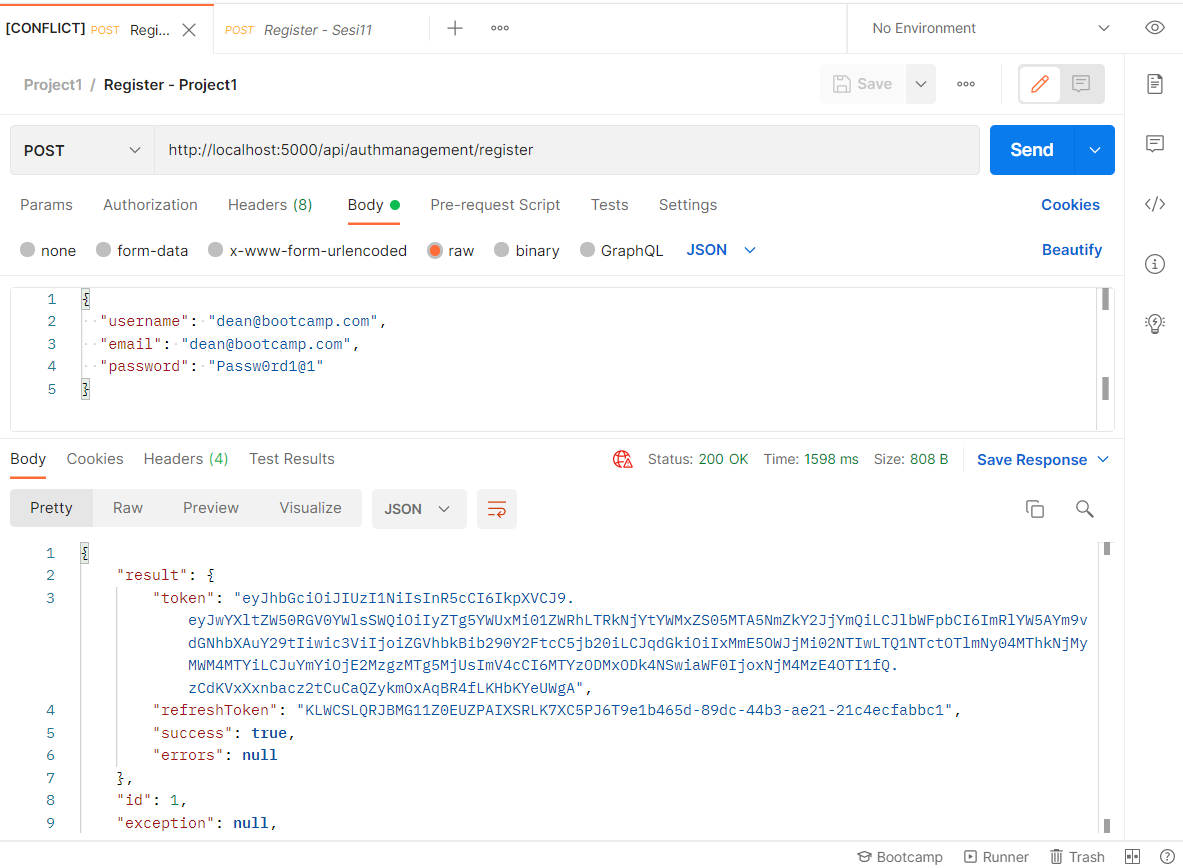 [CONFLICT] POST Regi...
POST Register - Sesi11
No Environment
Project1 / Register - Project1
Save
POST
http://localhost:5000/api/authmanagement/register
Send
Params Authorization Headers (8) Body Pre-request Script Tests Settings Cookies
none form-data x-www-form-urlencoded raw binary GraphQL JSON Beautify
1 {
2 "username": "dean@bootcamp.com",
3 "email": "dean@bootcamp.com",
4 "password": "Passw0rd1@1"
5 }
Body Cookies Headers (4) Test Results Status: 200 OK Time: 1598 ms Size: 808 B Save Response
Pretty Raw Preview Visualize JSON
1 {
2 "result": {
3 "token": "eyJhbGciOiJIUzI1NiIsInR5cCI6IkpXVCJ9.
eyJwYXltZW50RGV0YWlsSWQiOiIyZTg5YWUxMi01ZWRhLTRkNjYtYWMxZS05MTA5NmZkY2JjYmQiLCJlbWFpbCI6ImRlYW5AYm9v
dGNhbXAuY29tIiwic3ViIjoiZGVhbkBib290Y2FtcC5jb20iLCJqdGkiOiIxMmE5OWJjMi02NTIwLTQ1NTctOTlmNy04MThkNjMy
MWM4MTYiLCJuYmYiOjE2MzgzMTg5MjUsImV4cCI6MTYzODMxODk4NSwiaWF0IjoxNjM4MzE4OTI1fQ.
zCdKVxXxnbacz2tCuCaQZykmOxAqBR4fLKHbKYeUWgA",
4 "refreshToken": "KLWCSLQRJBMG11Z0EUZPAIXSRLK7XC5PJ6T9e1b465d-89dc-44b3-ae21-21c4ecfabbc1",
5 "success": true,
6 "errors": null
7 },
8 "id": 1,
9 "exception": null,
Bootcamp Runner Trash